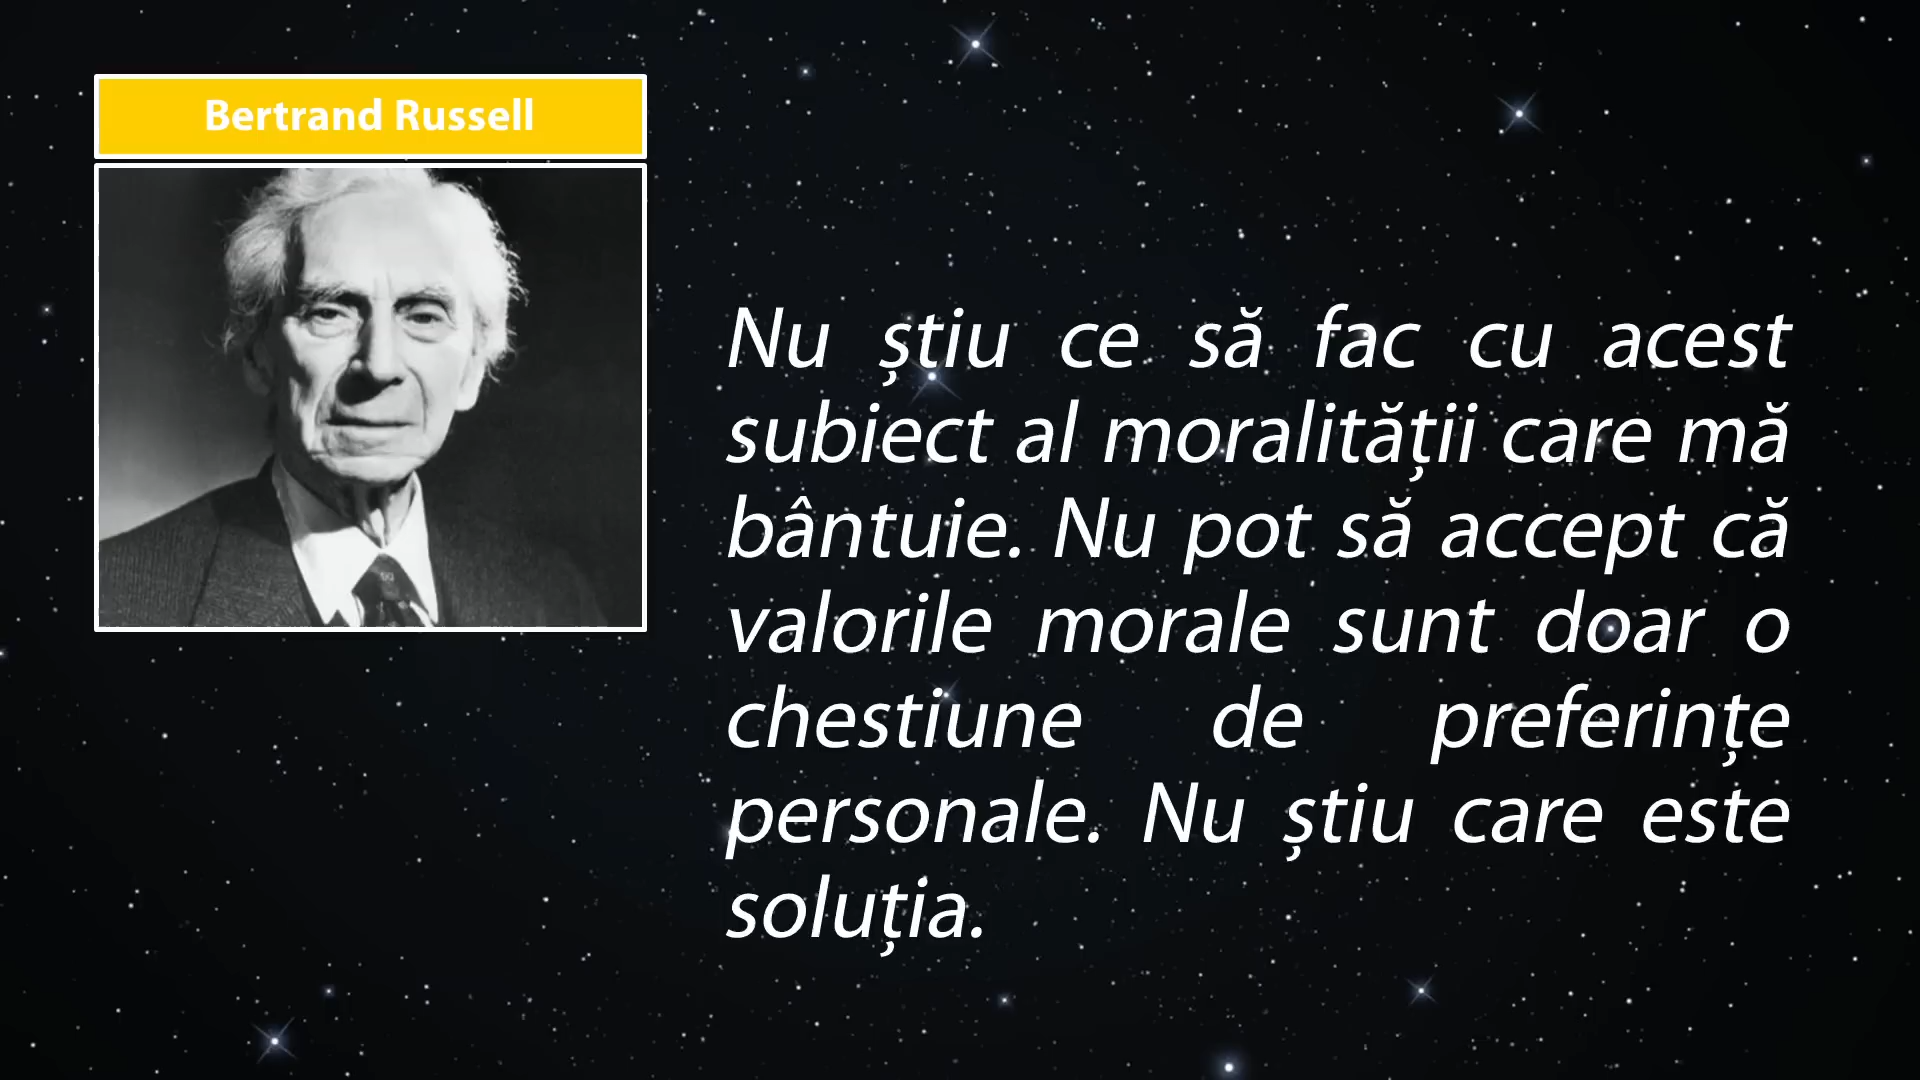 Bertrand Russell
Nu știu ce să fac cu acest
subiect al moralității care mă
bântuie. Nu pot să accept că
valorile morale sunt doar o
chestiune de preferințe
personale. Nu știu care este
soluția.